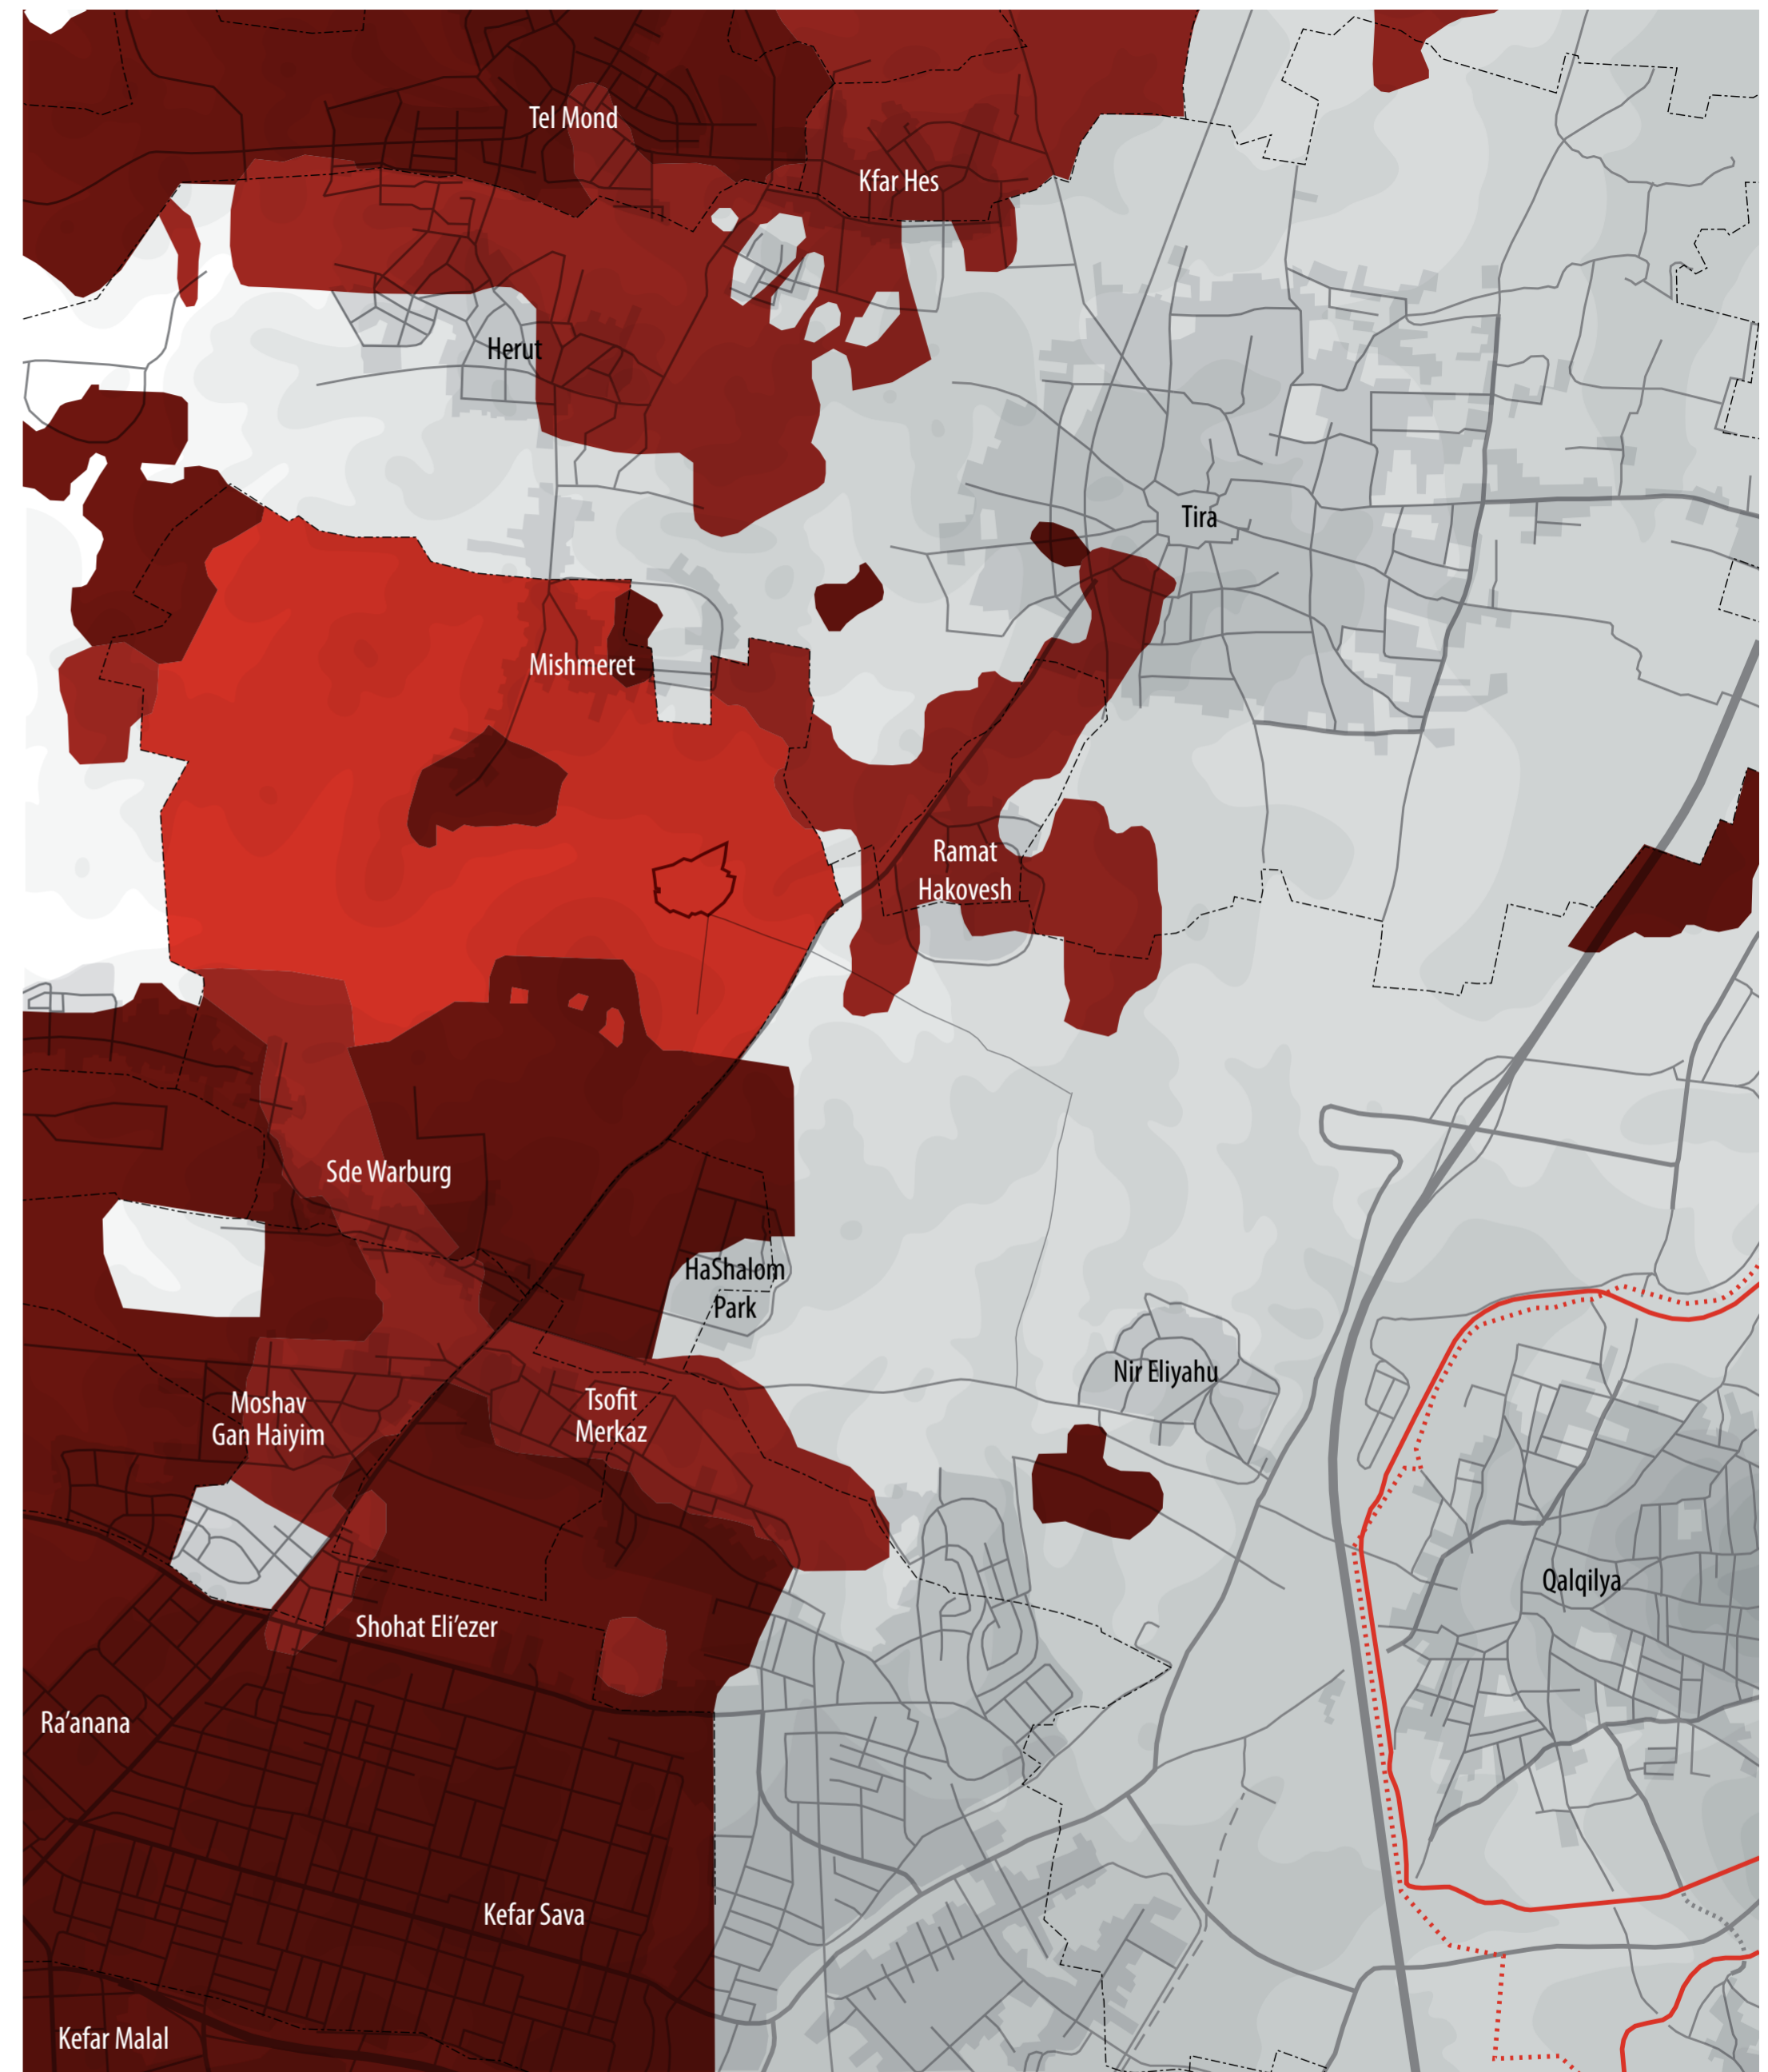 Tel Mond
Kfar Hes
Herut
Tira
Mishmeret
Ramat
Hakovesh
Sde Warburg
HaShalom
Park
Nir Eliyahu
Moshav
Gan Haiyim
Tsofit
Merkaz
Qalqilya
Shohat Eli’ezer
Ra’anana
Kefar Sava
Kefar Malal